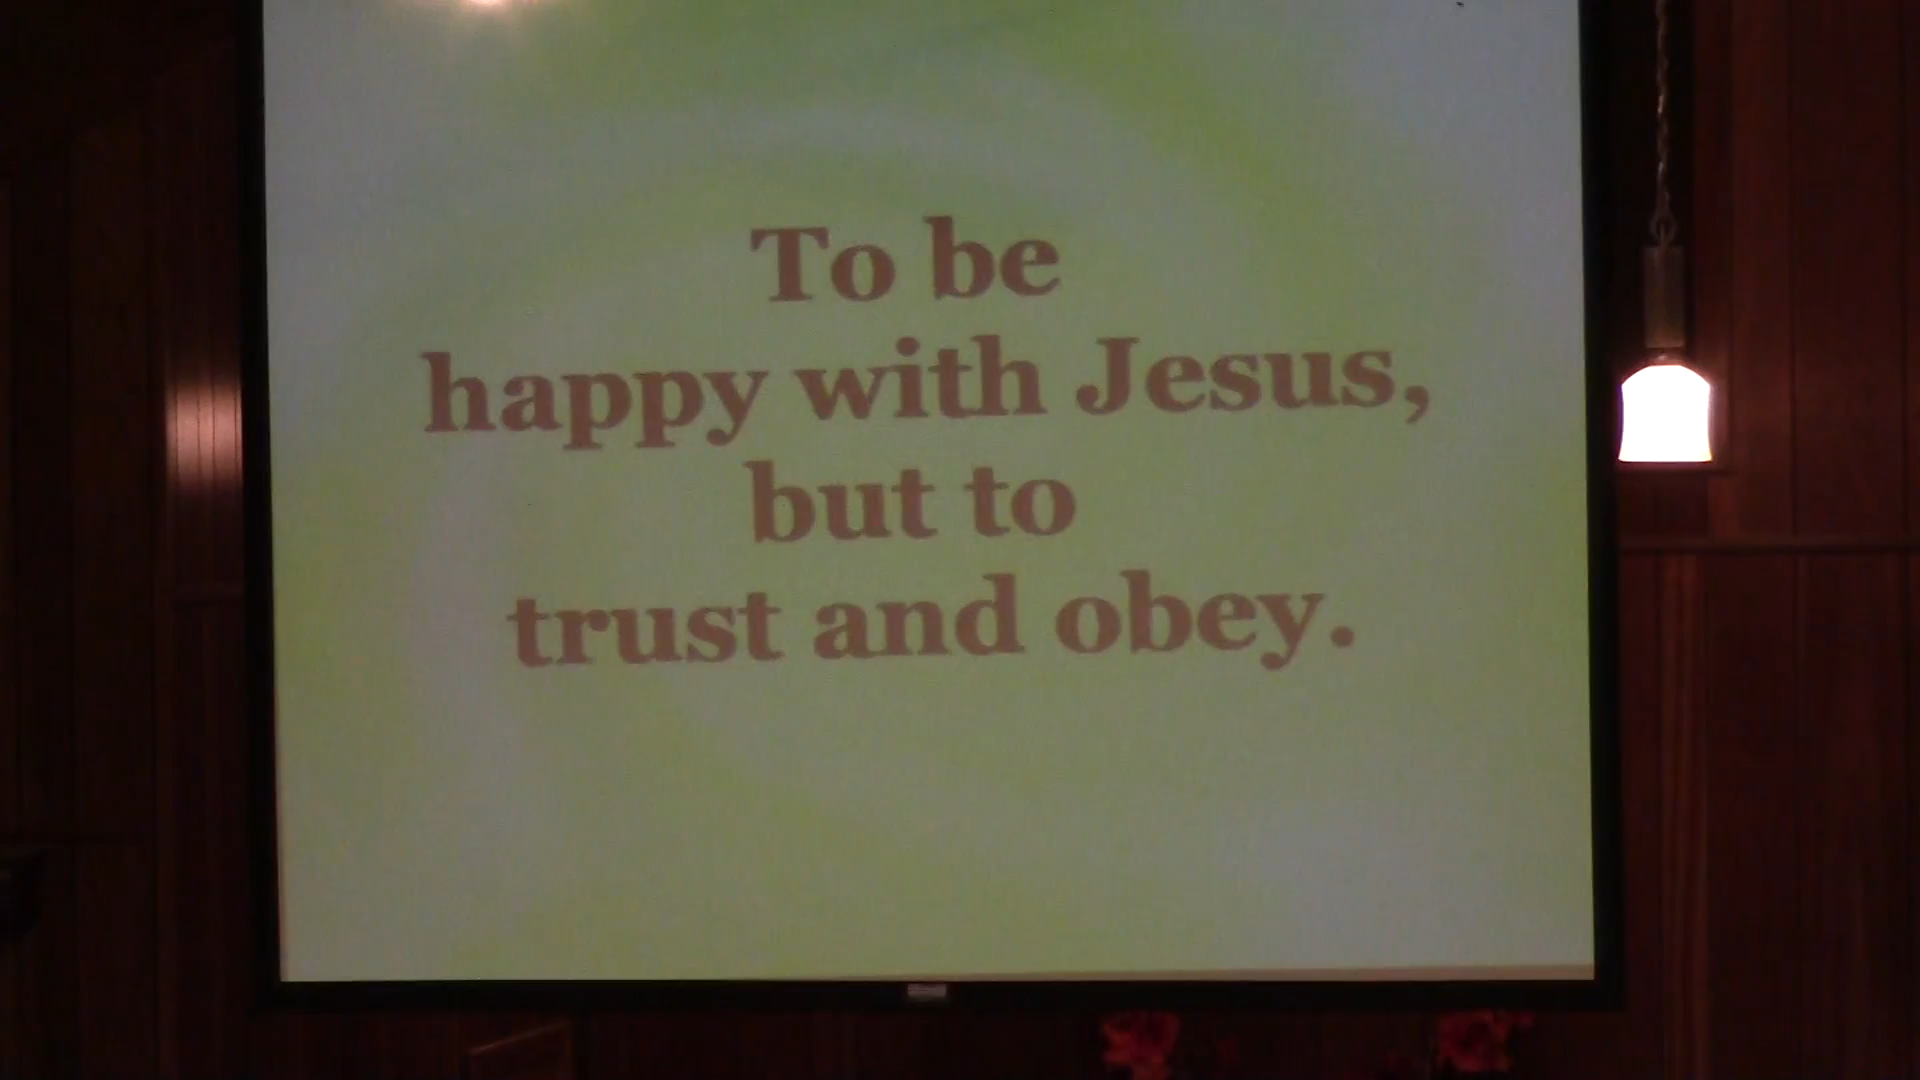 To be
happy with Jesus,
but to
trust and obey.